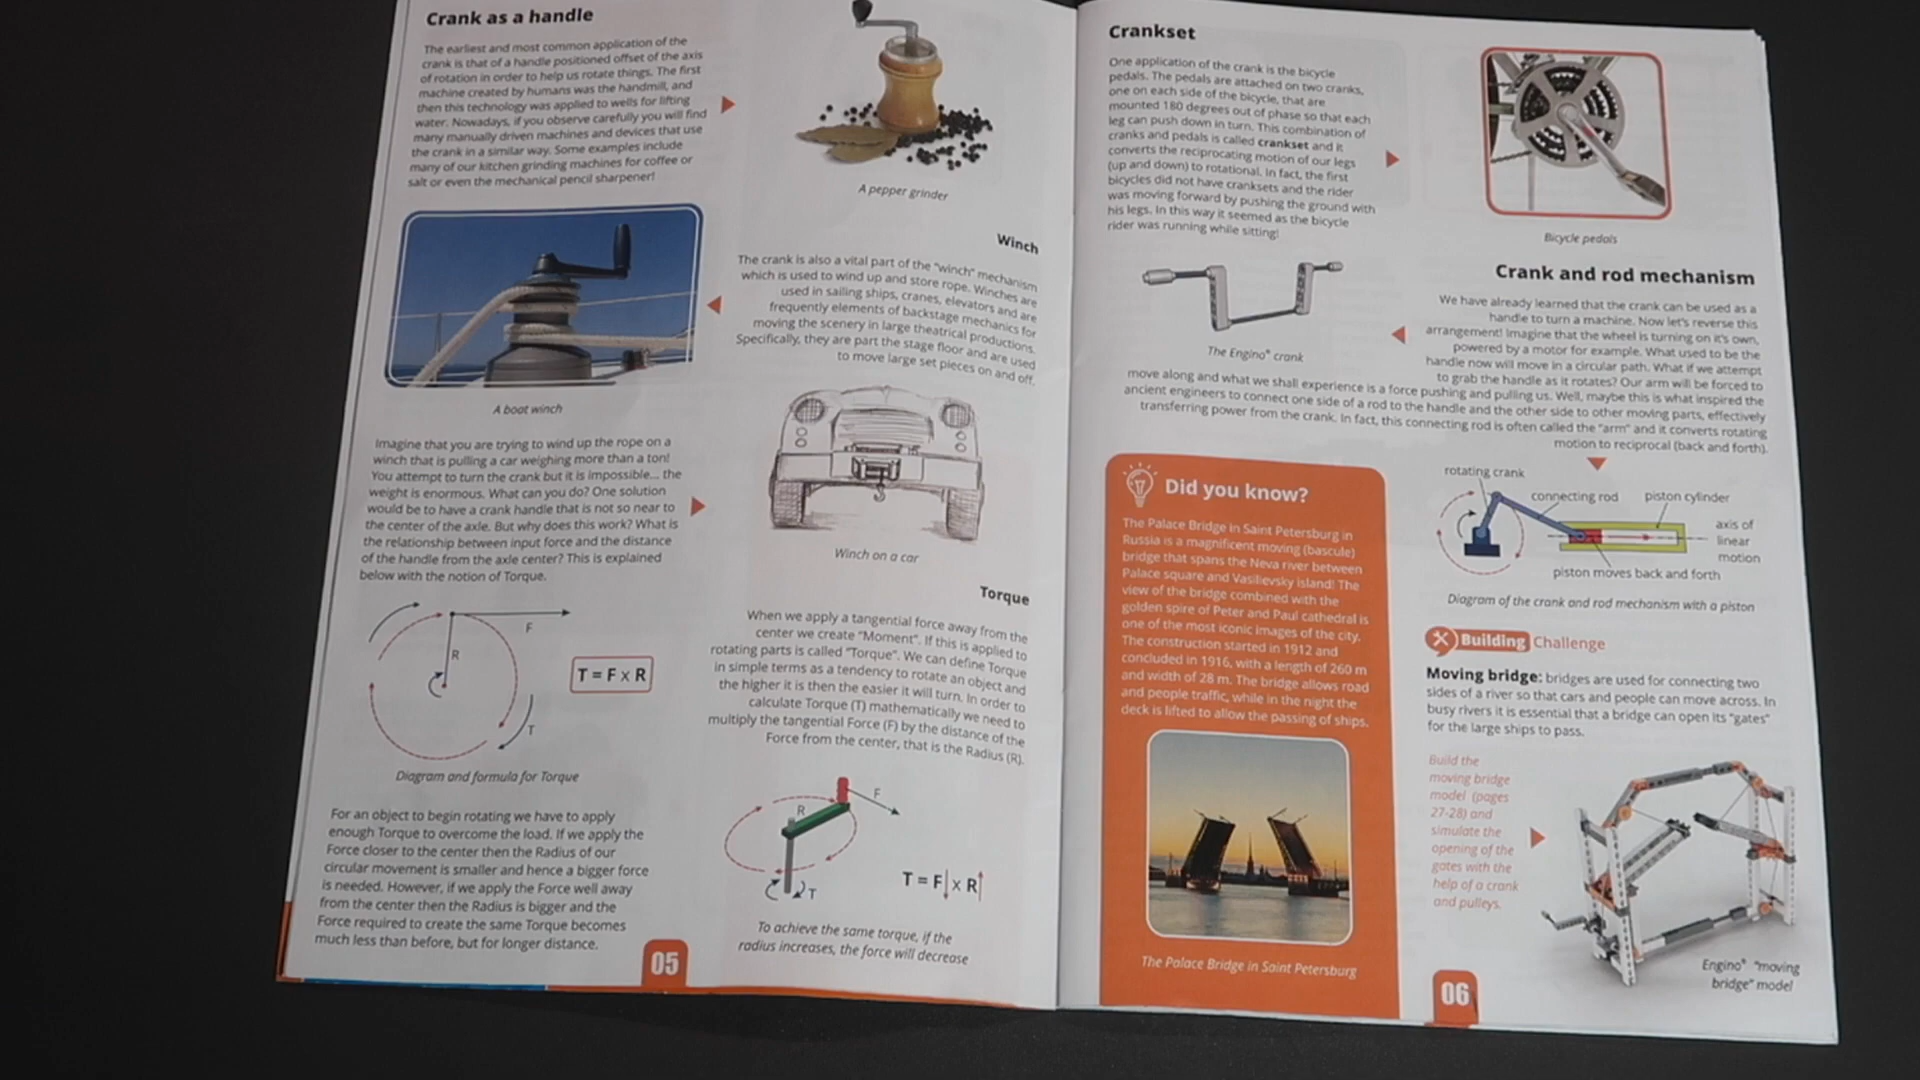 Crank as a handle
The earliest and most common application of the
crank is that of a handle positioned offset of the axis
of rotation in order to help us rotate things. The first
machine created by humans was the handmill, and
then this technology was applied to wells for lifting
water. Nowadays, if you observe carefully you will find
many manually driven machines and devices that use
the crank in a similar way. Some examples include
many of our kitchen grinding machines for coffee or
salt or even the mechanical pencil sharpener!
A pepper grinder
Winch
The crank is also a vital part of the "winch" mechanism
which is used to wind up and store rope. Winches are
used in sailing ships, cranes, elevators and are
frequently elements of backstage mechanics for
moving the scenery in large theatrical productions.
Specifically, they are part the stage floor and are used
to move large set pieces on and off.
A boat winch
Imagine that you are trying to wind up the rope on a
winch that is pulling a car weighing more than a ton!
You attempt to turn the crank but it is impossible... the
weight is enormous. What can you do? One solution
would be to have a crank handle that is not so near to
the center of the axle. But why does this work? What is
the relationship between input force and the distance
of the handle from the axle center? This is explained
below with the notion of Torque.
Winch on a car
Torque
When we apply a tangential force away from the
center we create "Moment". If this is applied to
rotating parts is called "Torque". We can define Torque
in simple terms as a tendency to rotate an object and
the higher it is then the easier it will turn. In order to
calculate Torque (T) mathematically we need to
multiply the tangential Force (F) by the distance of the
Force from the center, that is the Radius (R).
F
R
T
T = F x R
Diagram and formula for Torque
For an object to begin rotating we have to apply
enough Torque to overcome the load. If we apply the
Force closer to the center then the Radius of our
circular movement is smaller and hence a bigger force
is needed. However, if we apply the Force well away
from the center then the Radius is bigger and the
Force required to create the same Torque becomes
much less than before, but for longer distance.
R
F
T
T = F↓ x R↑
To achieve the same torque, if the
radius increases, the force will decrease
05
Crankset
One application of the crank is the bicycle
pedals. The pedals are attached on two cranks,
one on each side of the bicycle, that are
mounted 180 degrees out of phase so that each
leg can push down in turn. This combination of
cranks and pedals is called crankset and it
converts the reciprocating motion of our legs
(up and down) to rotational. In fact, the first
bicycles did not have cranksets and the rider
was moving forward by pushing the ground with
his legs. In this way it seemed as the bicycle
rider was running while sitting!
Bicycle pedals
Crank and rod mechanism
We have already learned that the crank can be used as a
handle to turn a machine. Now let's reverse this
arrangement! Imagine that the wheel is turning on it's own,
powered by a motor for example. What used to be the
handle now will move in a circular path. What if we attempt
to grab the handle as it rotates? Our arm will be forced to
move along and what we shall experience is a force pushing and pulling us. Well, maybe this is what inspired the
ancient engineers to connect one side of a rod to the handle and the other side to other moving parts, effectively
transferring power from the crank. In fact, this connecting rod is often called the "arm" and it converts rotating
motion to reciprocal (back and forth).
The Engino® crank
rotating crank
connecting rod
piston cylinder
axis of
linear
motion
piston moves back and forth
Diagram of the crank and rod mechanism with a piston
Did you know?
The Palace Bridge in Saint Petersburg in
Russia is a magnificent moving (bascule)
bridge that spans the Neva river between
Palace square and Vasilievsky island! The
view of the bridge combined with the
golden spire of Peter and Paul cathedral is
one of the most iconic images of the city.
The construction started in 1912 and
concluded in 1916, with a length of 260 m
and width of 28 m. The bridge allows road
and people traffic, while in the night the
deck is lifted to allow the passing of ships.
The Palace Bridge in Saint Petersburg
Building Challenge
Moving bridge: bridges are used for connecting two
sides of a river so that cars and people can move across. In
busy rivers it is essential that a bridge can open its "gates"
for the large ships to pass.
Build the
moving bridge
model (pages
27-28) and
simulate the
opening of the
gates with the
help of a crank
and pulleys.
Engino® "moving
bridge" model
06